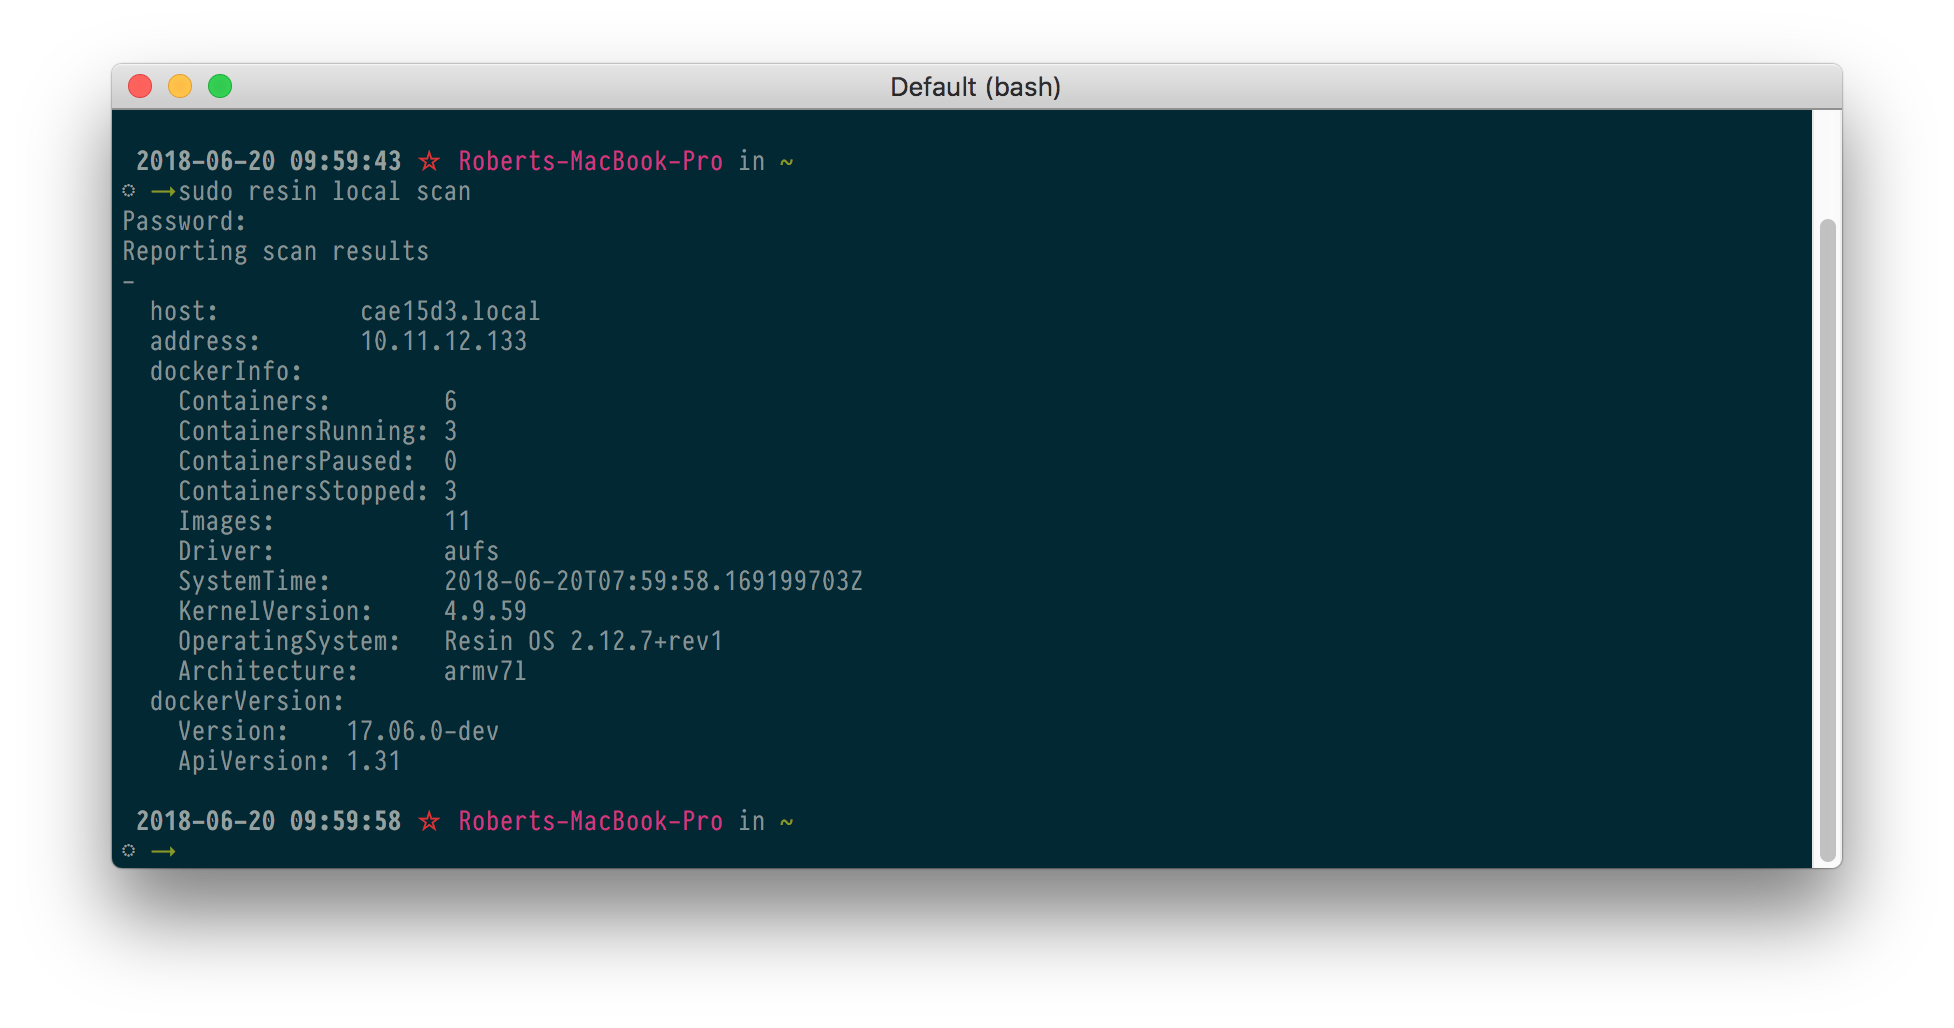 Default (bash)
2018-06-20 09:59:43 ☆ Roberts-MacBook-Pro in ~
◌ →sudo resin local scan
Password:
Reporting scan results
-
host: cae15d3.local
address: 10.11.12.133
dockerInfo:
Containers: 6
ContainersRunning: 3
ContainersPaused: 0
ContainersStopped: 3
Images: 11
Driver: aufs
SystemTime: 2018-06-20T07:59:58.169199703Z
KernelVersion: 4.9.59
OperatingSystem: Resin OS 2.12.7+rev1
Architecture: armv7l
dockerVersion:
Version: 17.06.0-dev
ApiVersion: 1.31
2018-06-20 09:59:58 ☆ Roberts-MacBook-Pro in ~
◌ →